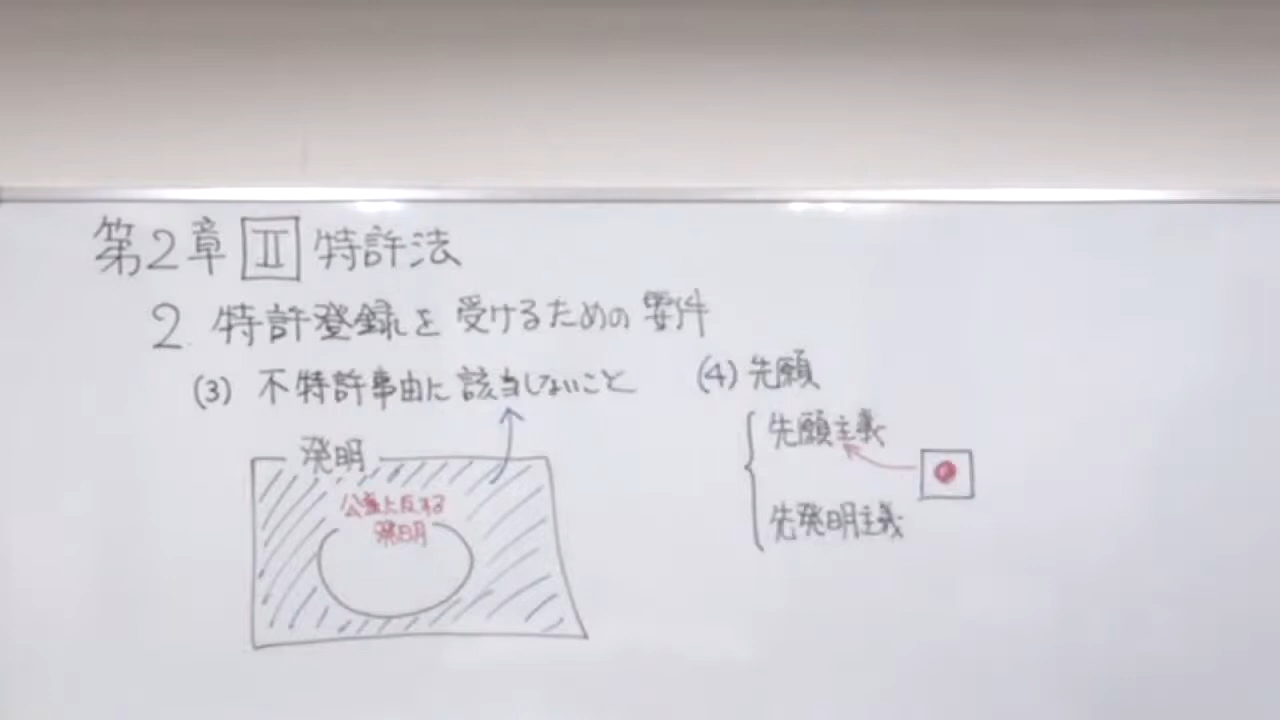 第2章 Ⅱ 特許法
2 特許登録を受けるための要件
(3) 不特許事由に該当しないこと
発明
公益に反する
発明
(4) 先願
先願主義
先発明主義